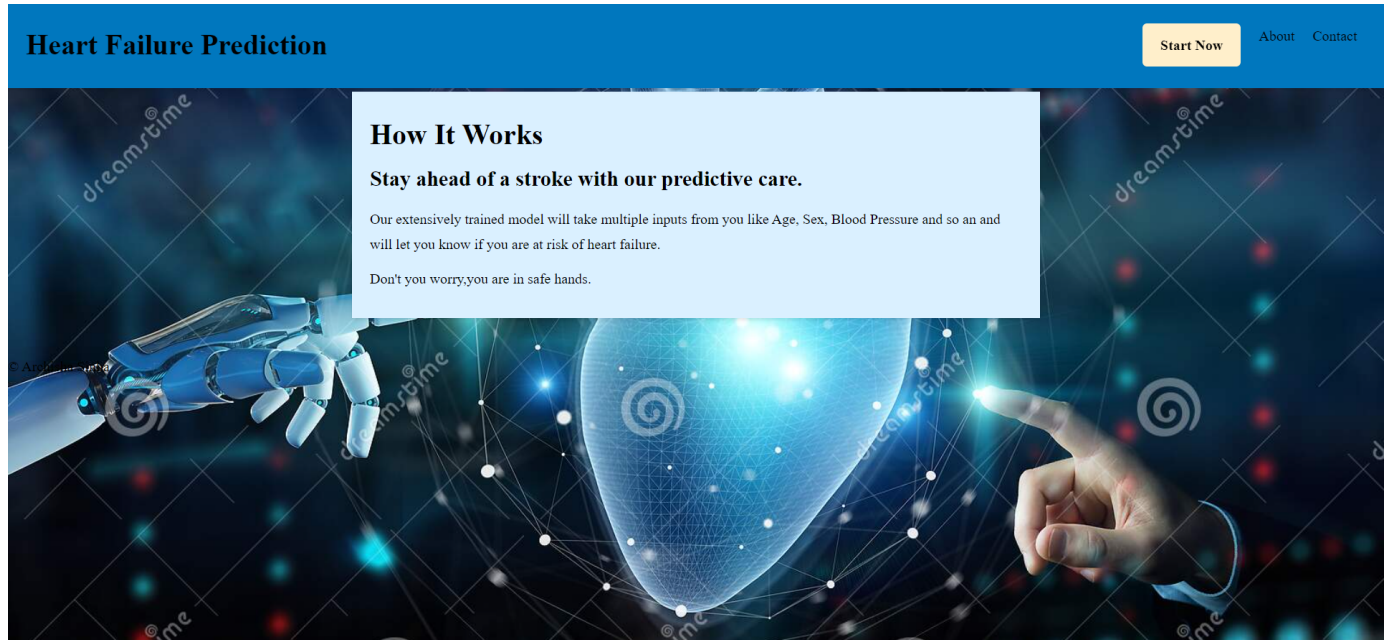 Heart Failure Prediction
Start Now
About
Contact
dreamstime
dreamstime
How It Works
Stay ahead of a stroke with our predictive care.
Our extensively trained model will take multiple inputs from you like Age, Sex, Blood Pressure and so an and
will let you know if you are at risk of heart failure.
Don't you worry,you are in safe hands.
©
dreamstime
dreamstime